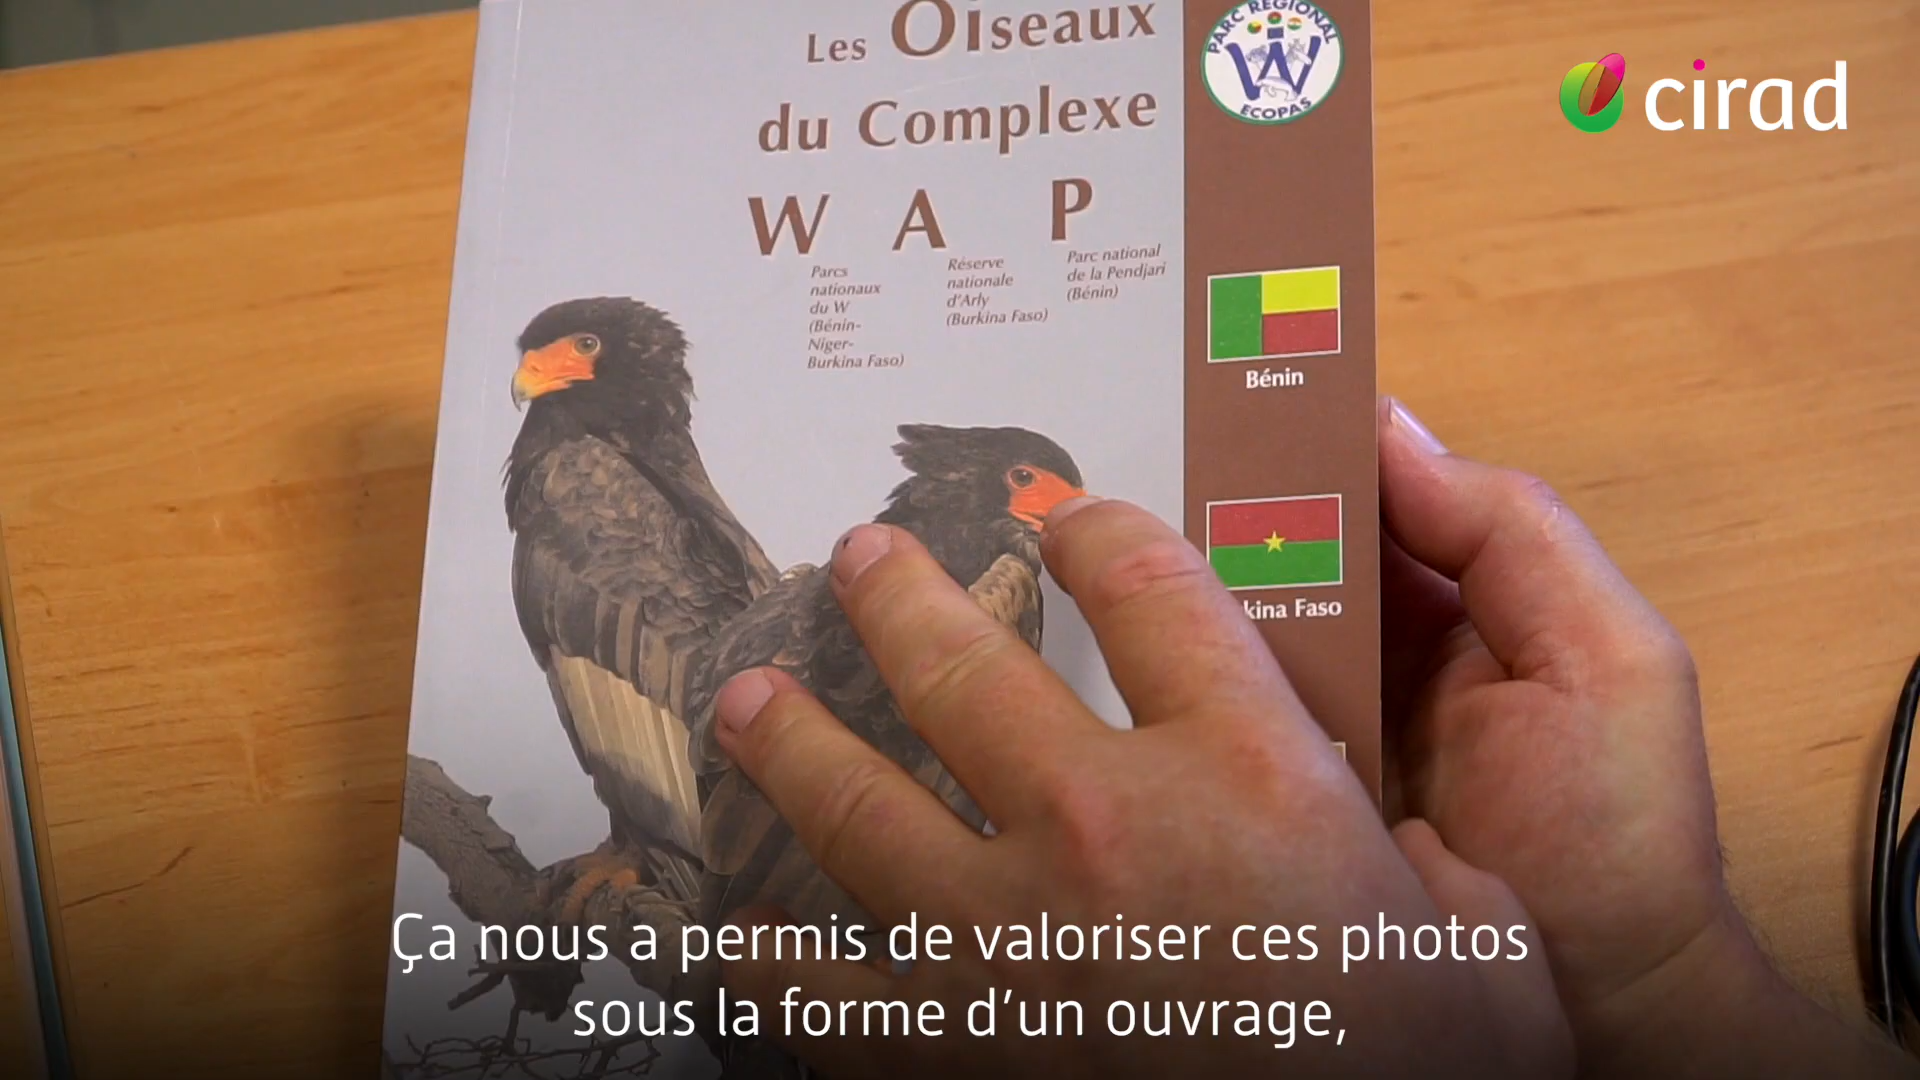 Les Oiseaux
du Complexe
W A P
Parcs
nationaux
du W
(Bénin-
Niger-
Burkina Faso)
Réserve
nationale
d'Arly
(Burkina Faso)
Parc national
de la Pendjari
(Bénin)
PARC REGIONAL
W
ECOPAS
cirad
Bénin
kina Faso
Ça nous a permis de valoriser ces photos
sous la forme d’un ouvrage,